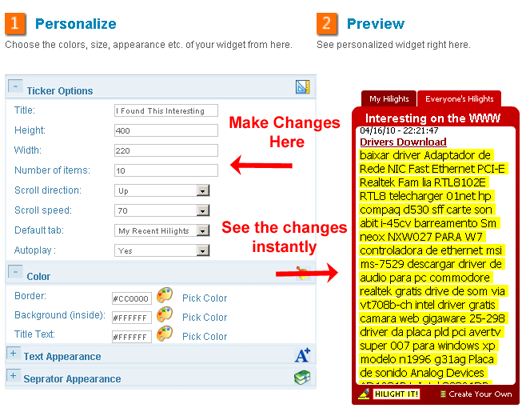 1 Personalize
Choose the colors, size, appearance etc. of your widget from here.
2 Preview
See personalized widget right here.
Ticker Options
Title: I Found This Interesting
Height: 400
Width: 220
Number of items: 10
Scroll direction: Up
Scroll speed: 70
Default tab: My Recent Hilights
Autoplay : Yes
Color
Border: #CC0000 Pick Color
Background (inside): #FFFFFF Pick Color
Title Text: #FFFFFF Pick Color
Text Appearance
Seprator Appearance
Make Changes
Here
See the changes
instantly
My Hilights Everyone's Hilights
Interesting on the WWW
04/16/10 - 22:21:47
Drivers Download
baixar driver Adaptador de
Rede NIC Fast Ethernet PCI-E
Realtek Fam lia RTL8102E
RTL8 telecharger 01net hp
compaq d530 sff carte son
abit i-45cv barreamento Sm
neox NXW027 PARA W7
controladora de ethernet msi
ms-7529 descargar driver de
audio para pc commodore
realtek gratis drive de som via
vt708b-ch intel driver gratis
camara web gigaware 25-298
driver da placa pld pci avertv
super 007 para windows xp
modelo n1996 g31ag Placa
de sonido Analog Devices
HILIGHT IT! Create Your Own